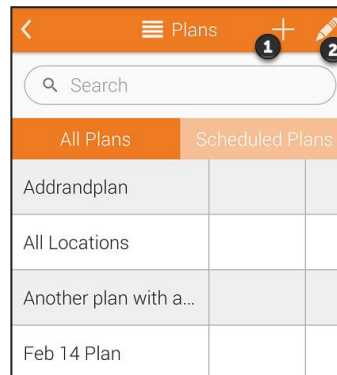 Plans
1
2
Search
All Plans Scheduled Plans
Addrandplan
All Locations
Another plan with a...
Feb 14 Plan